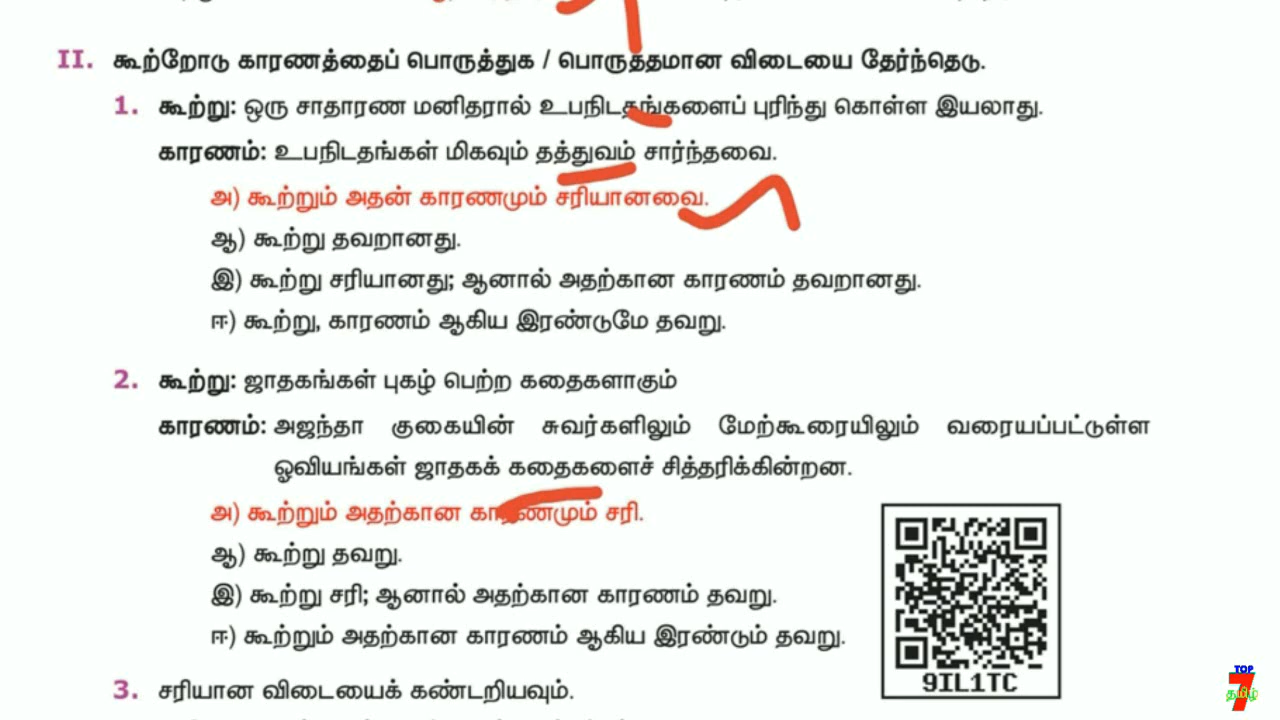 II. கூற்றோடு காரணத்தைப் பொருத்துக / பொருத்தமான விடையை தேர்ந்தெடு.
1. கூற்று: ஒரு சாதாரண மனிதரால் உபநிடதங்களைப் புரிந்து கொள்ள இயலாது.
காரணம்: உபநிடதங்கள் மிகவும் தத்துவம் சார்ந்தவை.
அ) கூற்றும் அதன் காரணமும் சரியானவை.
ஆ) கூற்று தவறானது.
இ) கூற்று சரியானது; ஆனால் அதற்கான காரணம் தவறானது.
ஈ) கூற்று, காரணம் ஆகிய இரண்டுமே தவறு.
2. கூற்று: ஜாதகங்கள் புகழ் பெற்ற கதைகளாகும்
காரணம்: அஜந்தா குகையின் சுவர்களிலும் மேற்கூரையிலும் வரையப்பட்டுள்ள
ஓவியங்கள் ஜாதகக் கதைகளைச் சித்தரிக்கின்றன.
அ) கூற்றும் அதற்கான காரணமும் சரி.
ஆ) கூற்று தவறு.
இ) கூற்று சரி; ஆனால் அதற்கான காரணம் தவறு.
ஈ) கூற்றும் அதற்கான காரணம் ஆகிய இரண்டும் தவறு.
9IL1TC
3. சரியான விடையைக் கண்டறியவும்.
TOP
7
தமிழ்